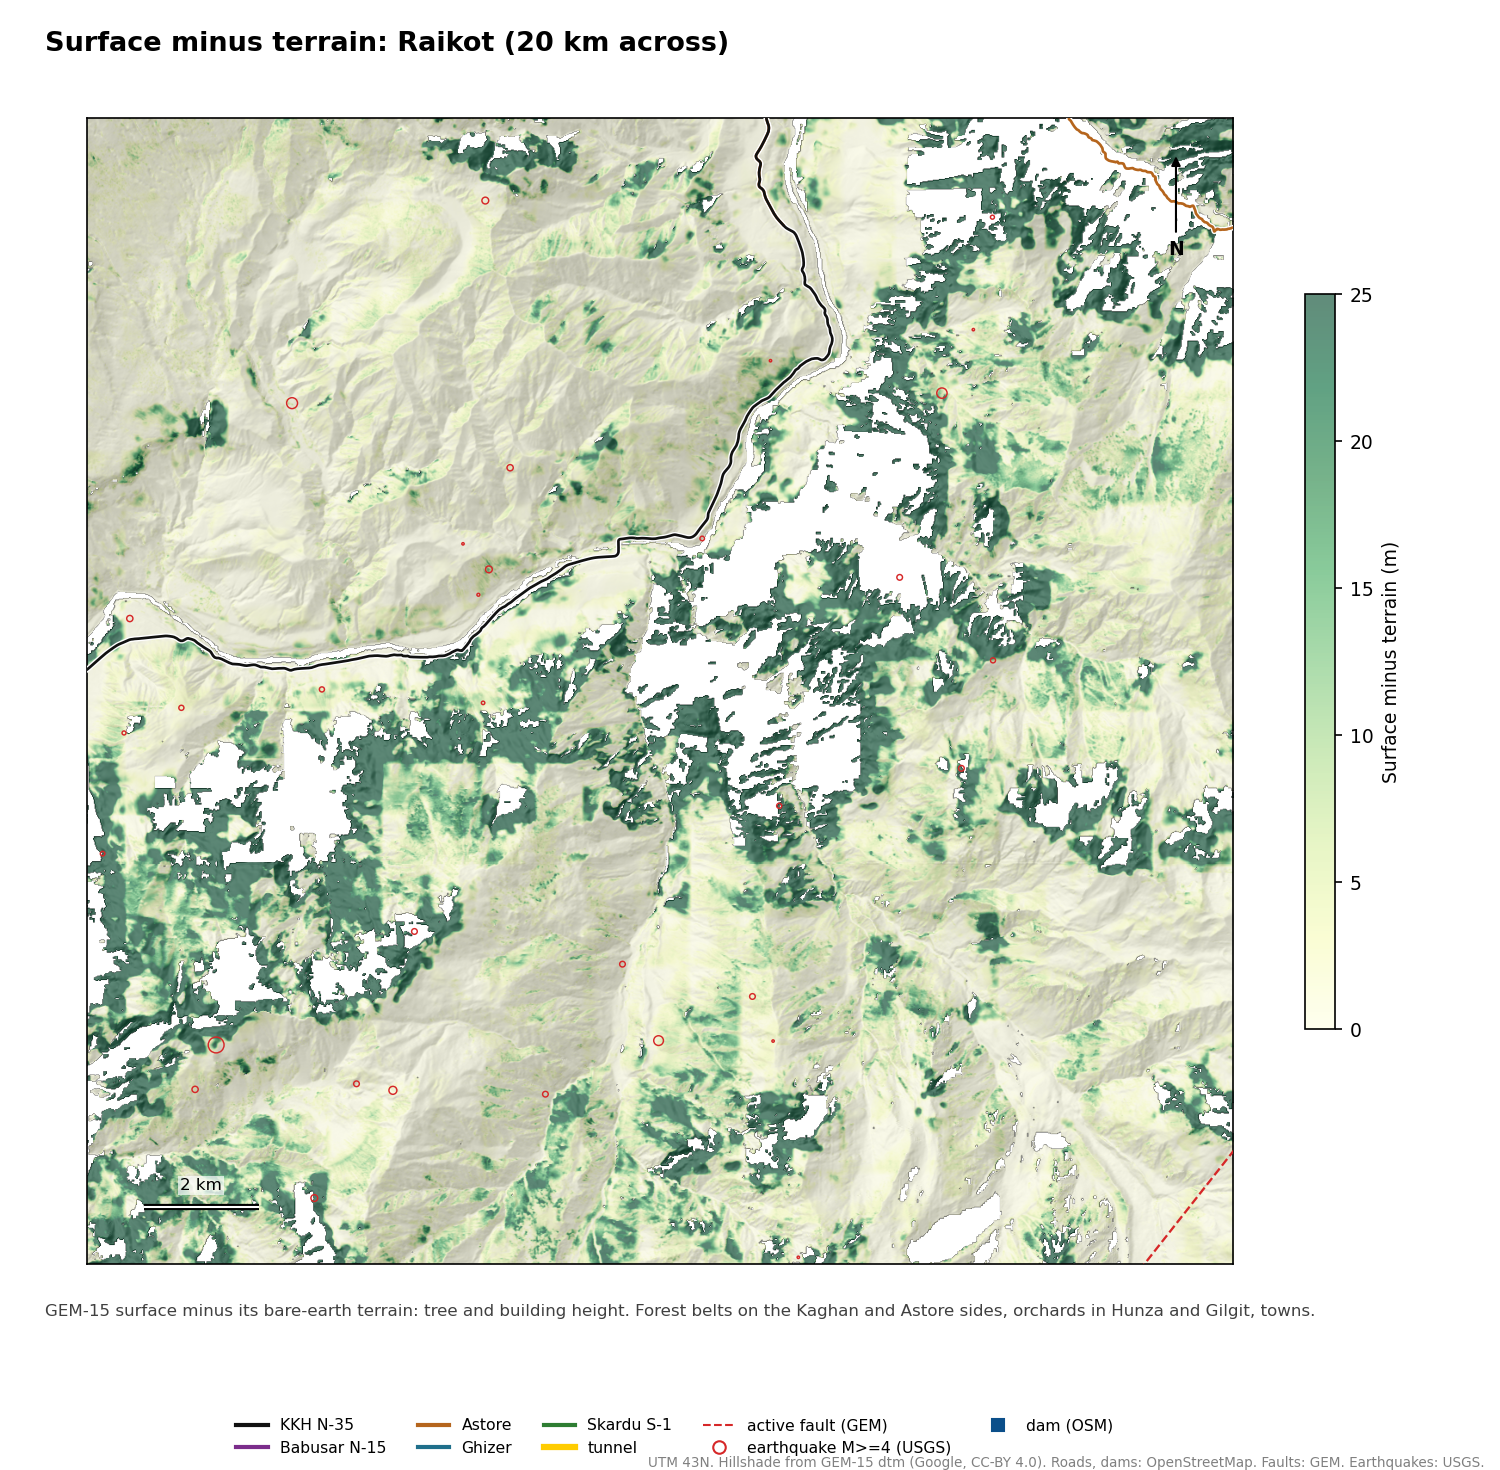 Surface minus terrain: Raikot (20 km across)
N
25
20
15
10
5
0
Surface minus terrain (m)
2 km
GEM-15 surface minus its bare-earth terrain: tree and building height. Forest belts on the Kaghan and Astore sides, orchards in Hunza and Gilgit, towns.
KKH N-35 Astore Skardu S-1 active fault (GEM) dam (OSM)
Babusar N-15 Ghizer tunnel earthquake M>=4 (USGS)
UTM 43N. Hillshade from GEM-15 dtm (Google, CC-BY 4.0). Roads, dams: OpenStreetMap. Faults: GEM. Earthquakes: USGS.